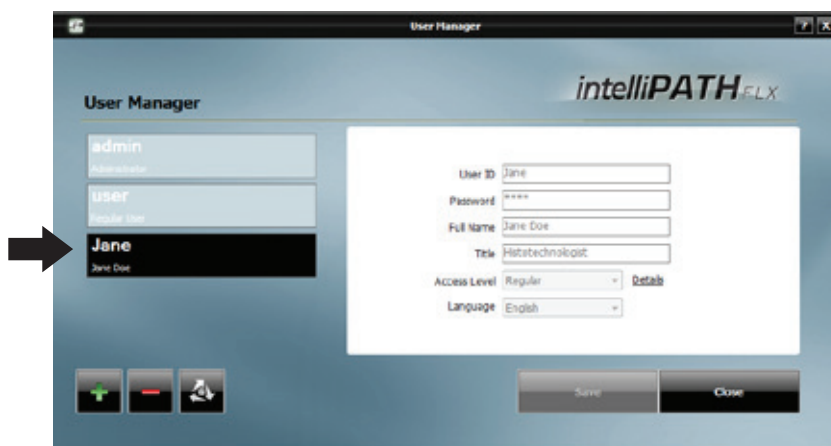 User Manager
intelliPATH FLX
User Manager
admin
Administrator
user
Regular User
Jane
Jane Doe
User ID Jane
Password ****
Full Name Jane Doe
Title Histotechnologist
Access Level Regular Details
Language English
Save Close